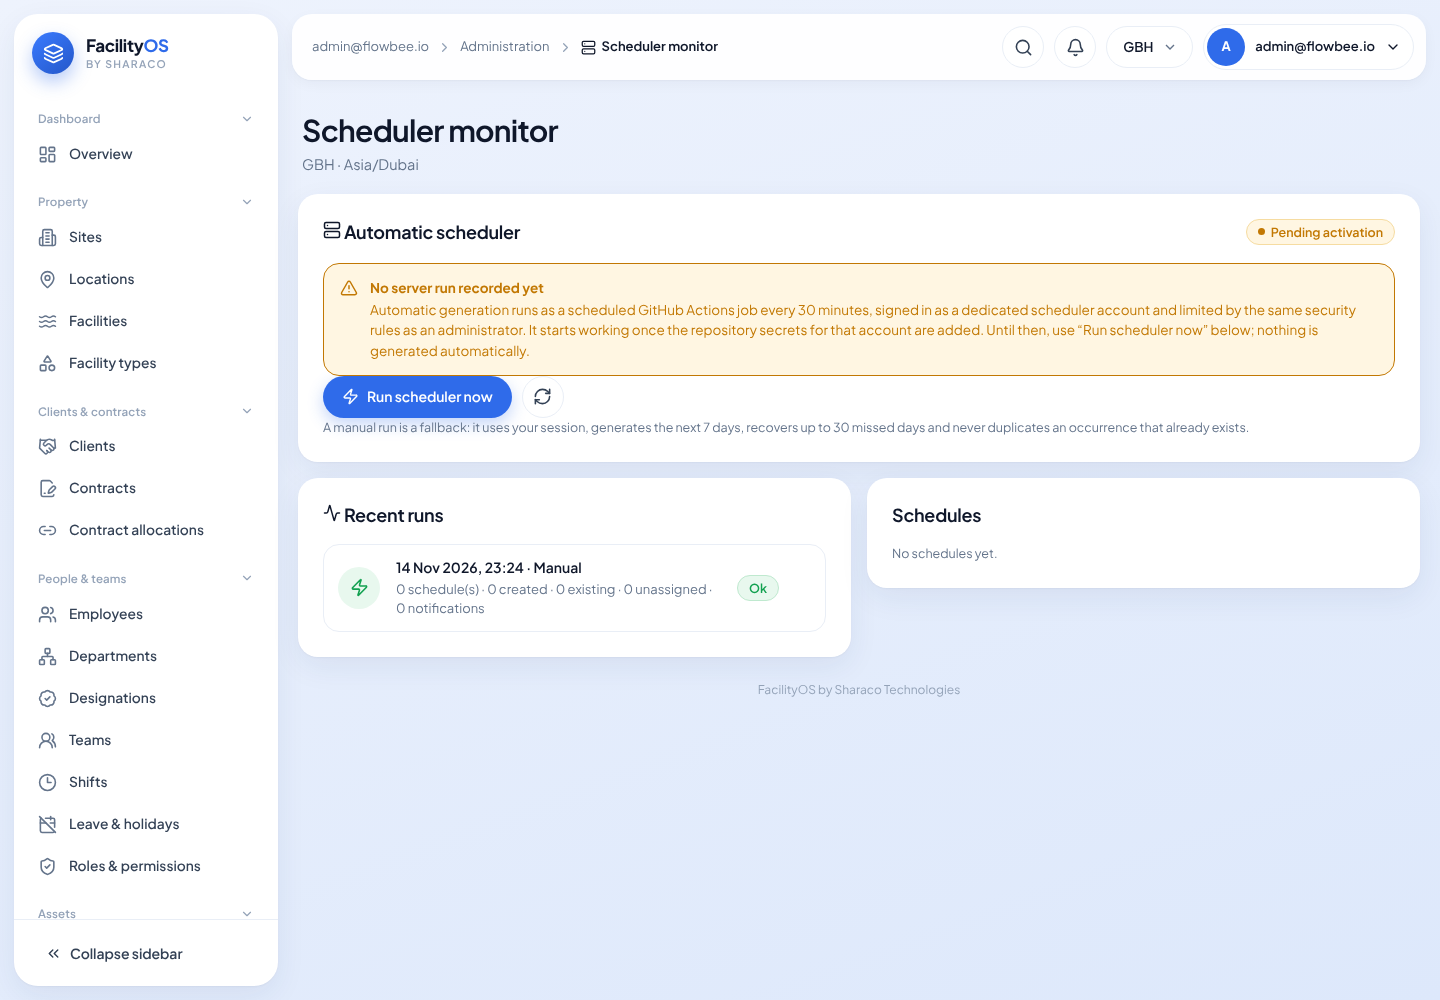 FacilityOS
BY SHARACO
Dashboard
Overview
Property
Sites
Locations
Facilities
Facility types
Clients & contracts
Clients
Contracts
Contract allocations
People & teams
Employees
Departments
Designations
Teams
Shifts
Leave & holidays
Roles & permissions
Assets
Collapse sidebar
admin@flowbee.io
Administration
Scheduler monitor
GBH
A
admin@flowbee.io
Scheduler monitor
GBH · Asia/Dubai
Automatic scheduler
Pending activation
No server run recorded yet
Automatic generation runs as a scheduled GitHub Actions job every 30 minutes, signed in as a dedicated scheduler account and limited by the same security
rules as an administrator. It starts working once the repository secrets for that account are added. Until then, use “Run scheduler now” below; nothing is
generated automatically.
Run scheduler now
A manual run is a fallback: it uses your session, generates the next 7 days, recovers up to 30 missed days and never duplicates an occurrence that already exists.
Recent runs
14 Nov 2026, 23:24 · Manual
0 schedule(s) · 0 created · 0 existing · 0 unassigned ·
0 notifications
Ok
Schedules
No schedules yet.
FacilityOS by Sharaco Technologies